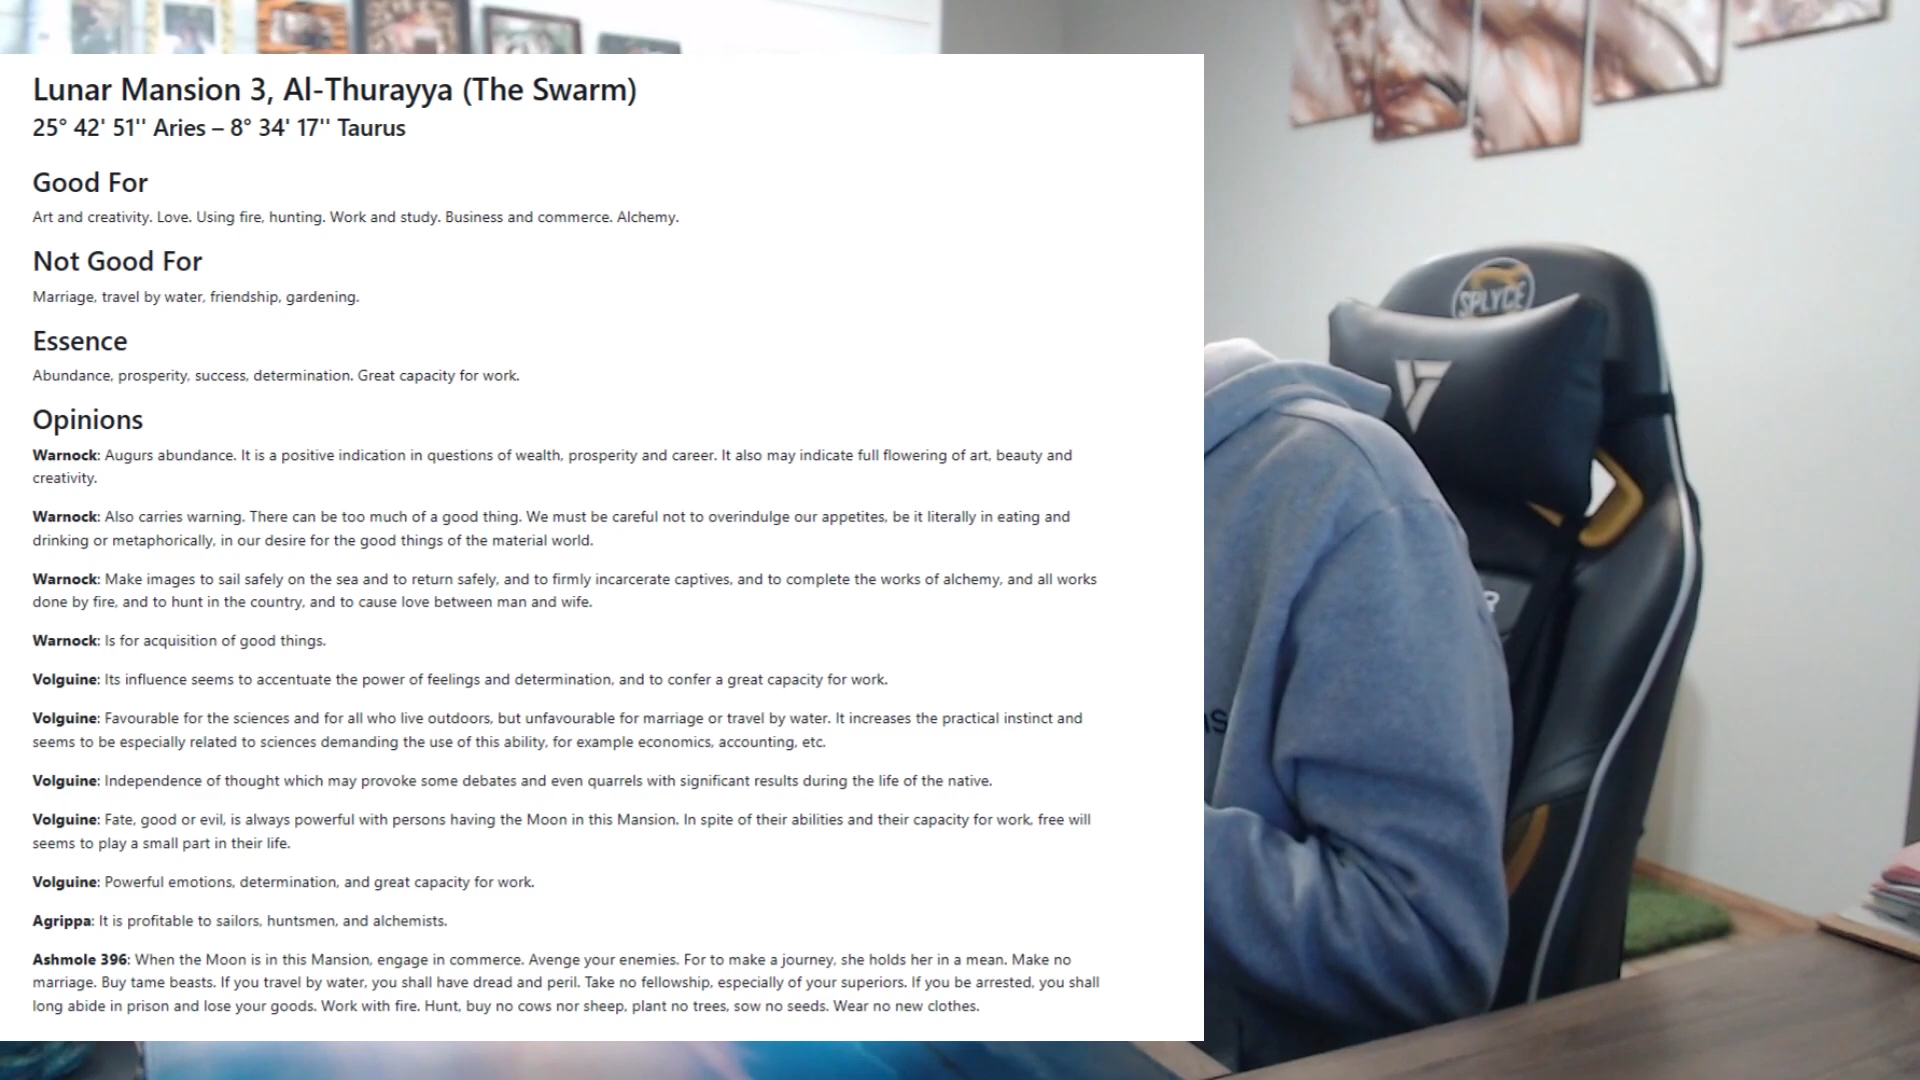 Lunar Mansion 3, Al-Thurayya (The Swarm)
25° 42' 51'' Aries – 8° 34' 17'' Taurus
Good For
Art and creativity. Love. Using fire, hunting. Work and study. Business and commerce. Alchemy.
Not Good For
Marriage, travel by water, friendship, gardening.
Essence
Abundance, prosperity, success, determination. Great capacity for work.
Opinions
Warnock: Augurs abundance. It is a positive indication in questions of wealth, prosperity and career. It also may indicate full flowering of art, beauty and
creativity.
Warnock: Also carries warning. There can be too much of a good thing. We must be careful not to overindulge our appetites, be it literally in eating and
drinking or metaphorically, in our desire for the good things of the material world.
Warnock: Make images to sail safely on the sea and to return safely, and to firmly incarcerate captives, and to complete the works of alchemy, and all works
done by fire, and to hunt in the country, and to cause love between man and wife.
Warnock: Is for acquisition of good things.
Volguine: Its influence seems to accentuate the power of feelings and determination, and to confer a great capacity for work.
Volguine: Favourable for the sciences and for all who live outdoors, but unfavourable for marriage or travel by water. It increases the practical instinct and
seems to be especially related to sciences demanding the use of this ability, for example economics, accounting, etc.
Volguine: Independence of thought which may provoke some debates and even quarrels with significant results during the life of the native.
Volguine: Fate, good or evil, is always powerful with persons having the Moon in this Mansion. In spite of their abilities and their capacity for work, free will
seems to play a small part in their life.
Volguine: Powerful emotions, determination, and great capacity for work.
Agrippa: It is profitable to sailors, huntsmen, and alchemists.
Ashmole 396: When the Moon is in this Mansion, engage in commerce. Avenge your enemies. For to make a journey, she holds her in a mean. Make no
marriage. Buy tame beasts. If you travel by water, you shall have dread and peril. Take no fellowship, especially of your superiors. If you be arrested, you shall
long abide in prison and lose your goods. Work with fire. Hunt, buy no cows nor sheep, plant no trees, sow no seeds. Wear no new clothes.
SPLYCE